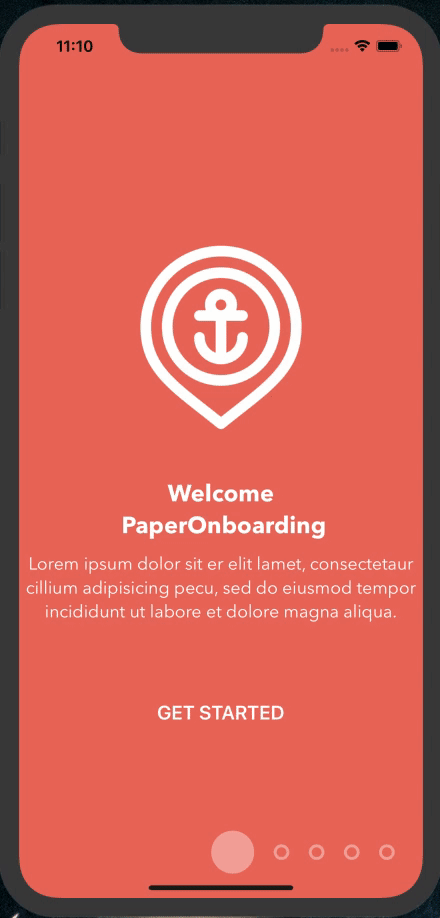 11:10
Welcome
PaperOnboarding
Lorem ipsum dolor sit er elit lamet, consectetaur
cillium adipisicing pecu, sed do eiusmod tempor
incididunt ut labore et dolore magna aliqua.
GET STARTED